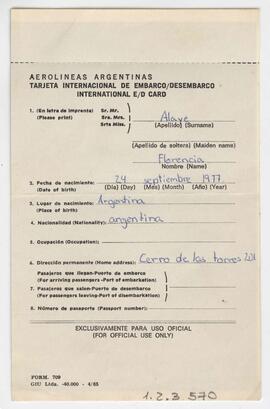 AEROLINEAS ARGENTINAS
TARJETA INTERNACIONAL DE EMBARCO/DESEMBARCO
INTERNATIONAL E/D CARD
1. (En letra de imprenta) Sr. Mr.
(Please print) Sra. Mrs.
Srta Miss. Alaye
(Apellido) (Surname)
(Apellido de soltera) (Maiden name)
Florencia
Nombre (Name)
2. Fecha de nacimiento: 24 septiembre 1977
Date of birth) (Dia) (Day) (Mes) (Month) (Año) (Year)
3. Lugar de nacimiento: Argentina
(Place of birth)
4. Nacionalidad (Nationality): argentina
5. Ocupación (Occupation):
6. Dirección permanente (Home address): Cerro de las torres
Pasajeros que llegan-Puerto de embarco
(For arriving passengers -Port of embarkation)
7. Pasajeros que salen-Puerto de desembarco
(For passengers leaving-Port of disembarkation)
8. Número de pasaporte (Passport number):
EXCLUSIVAMENTE PARA USO OFICIAL
(FOR OFFICIAL USE ONLY)
FORM. 709
GIU Ltda. -40.000 - 4/65
1.2.3 570